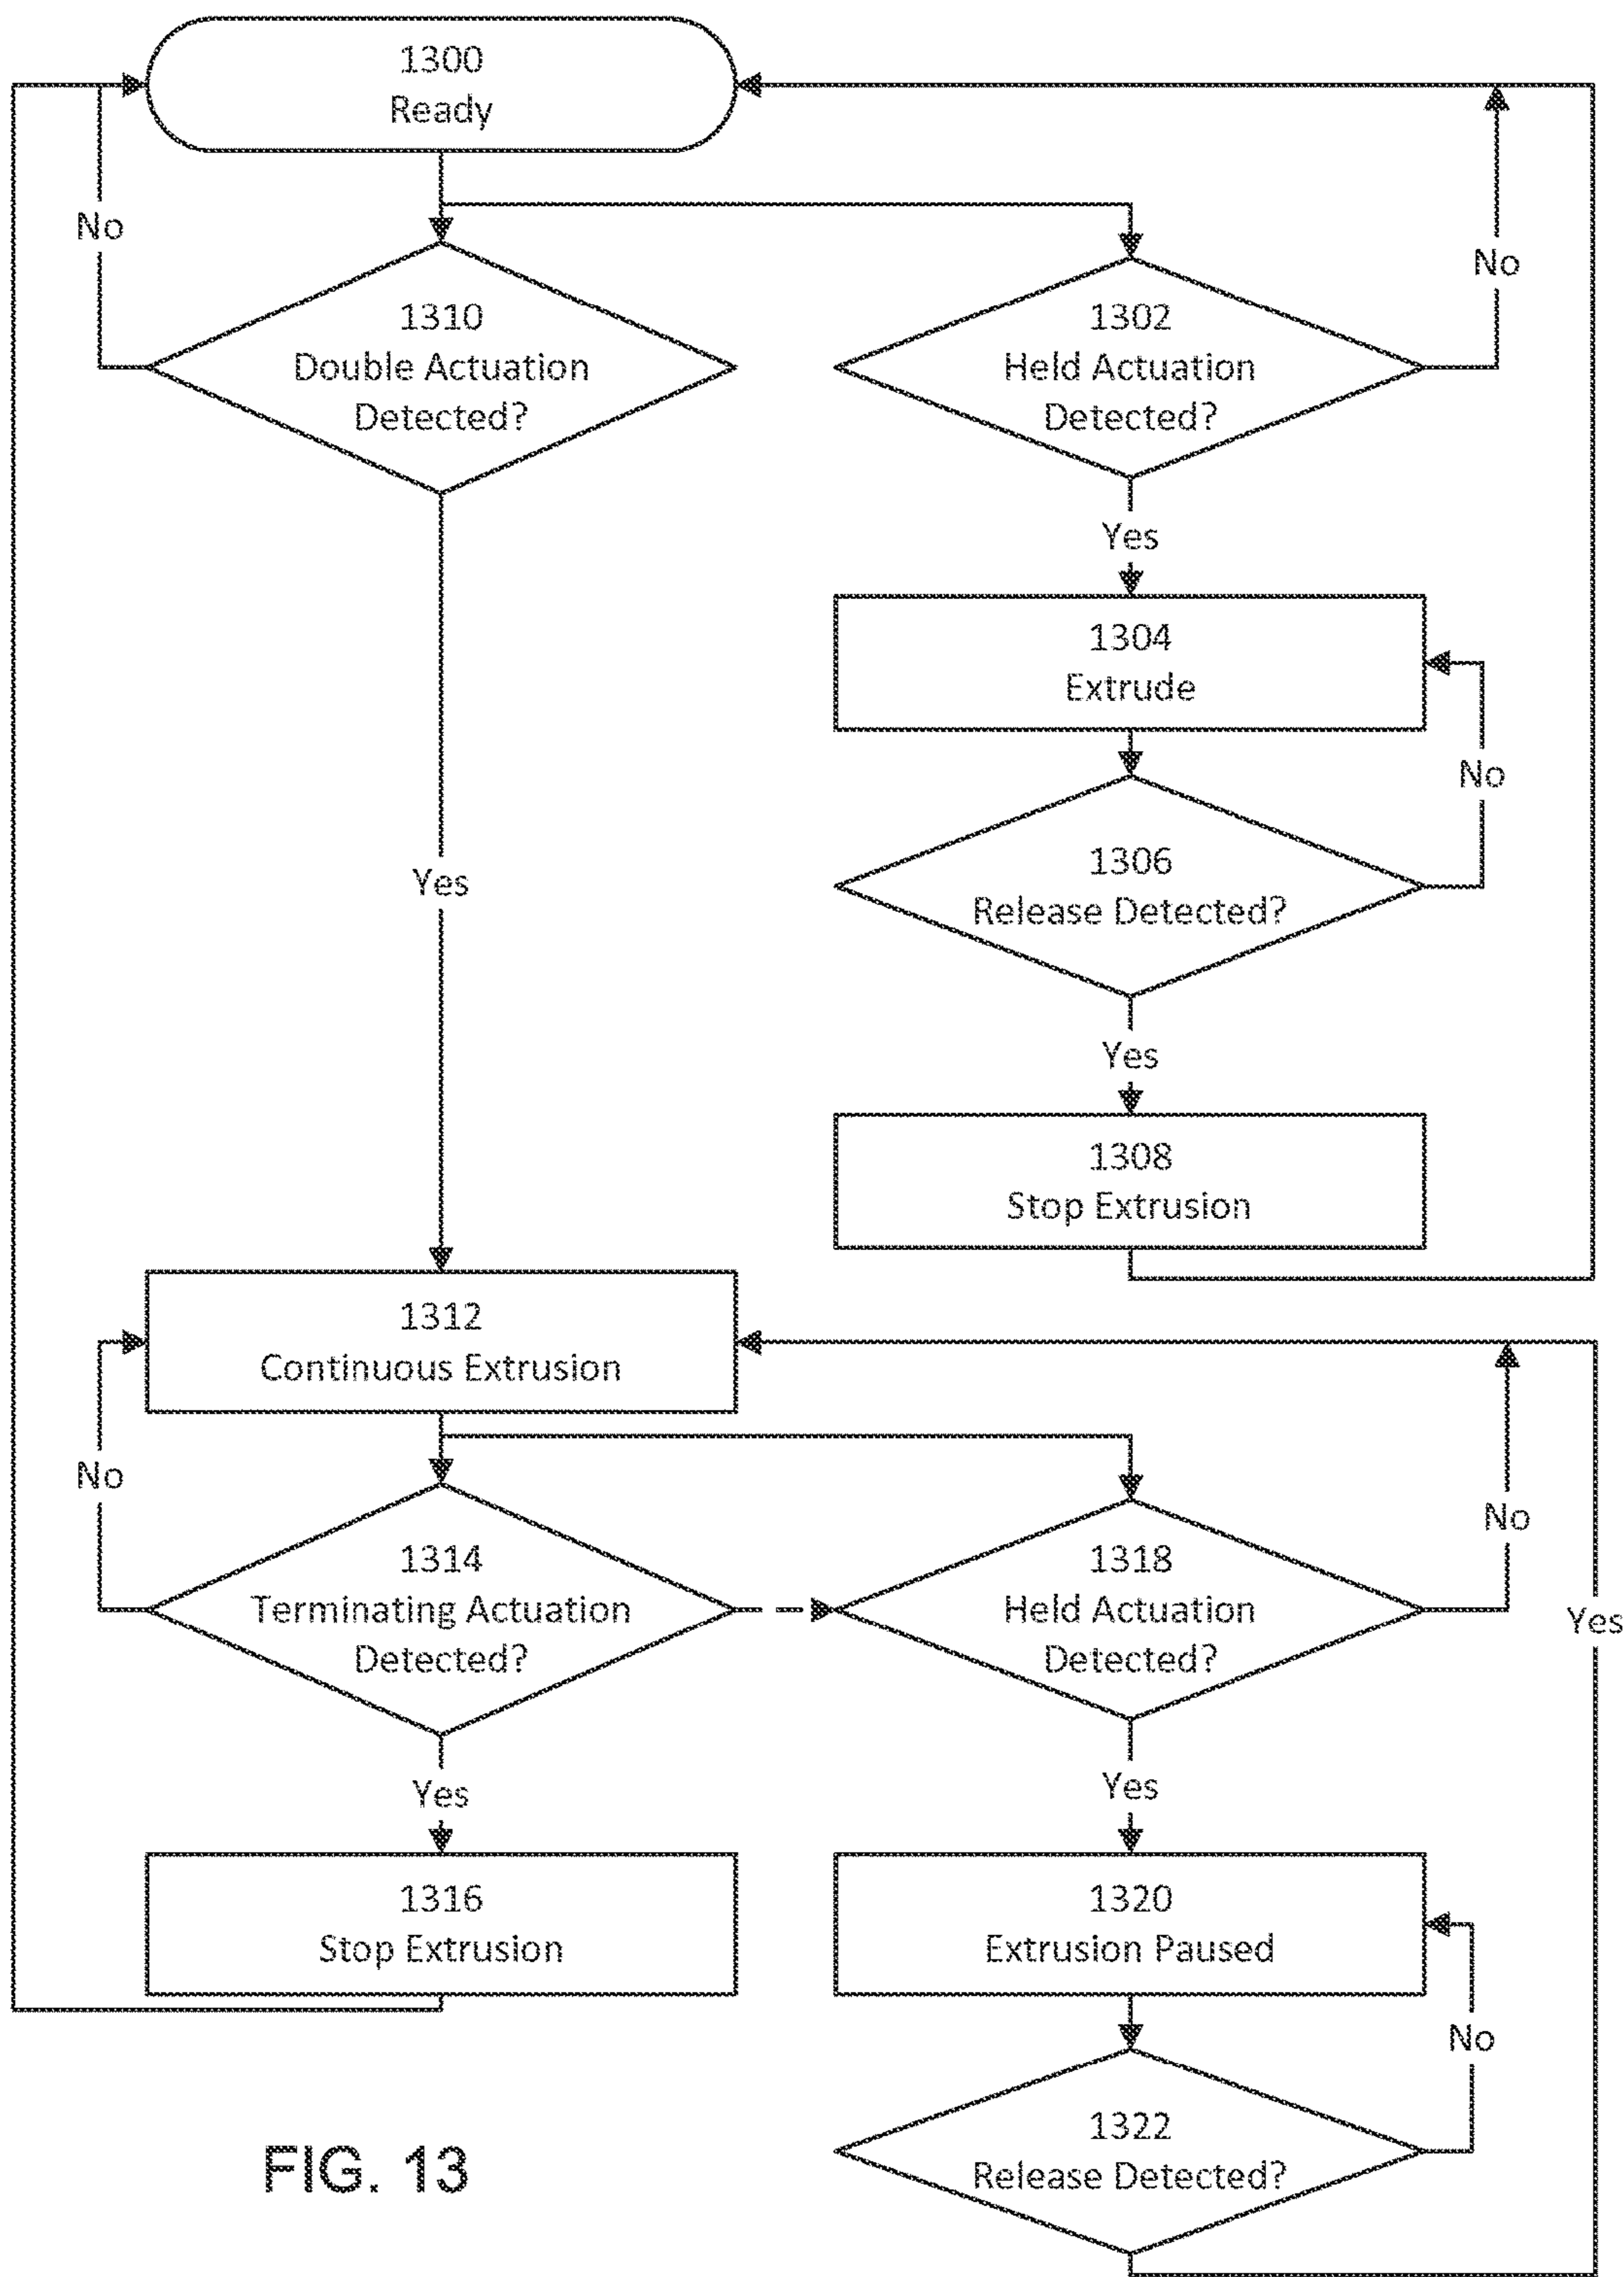 1300
Ready
No
No
1310
Double Actuation
Detected?
1302
Held Actuation
Detected?
Yes
1304
Extrude
No
1306
Release Detected?
Yes
Yes
1308
Stop Extrusion
1312
Continuous Extrusion
No
No
1314
Terminating Actuation
Detected?
1318
Held Actuation
Detected?
Yes
Yes
Yes
1316
Stop Extrusion
1320
Extrusion Paused
No
1322
Release Detected?
FIG. 13